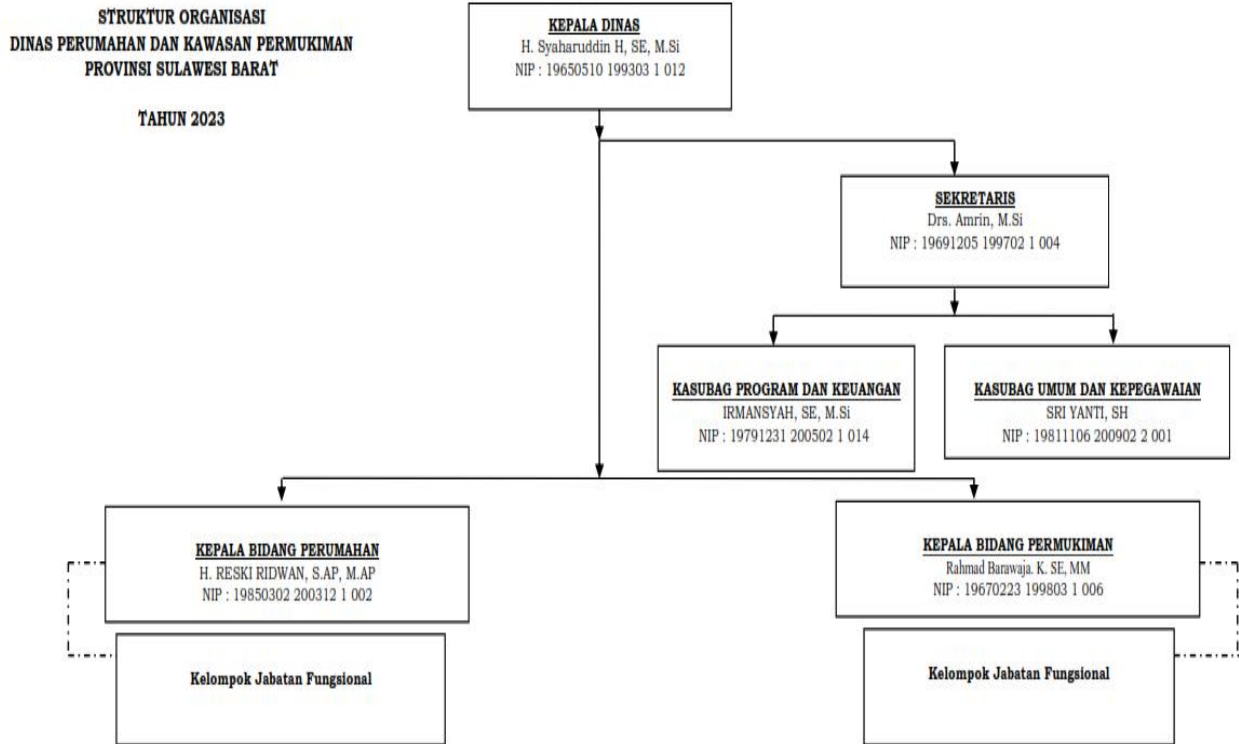 STRUKTUR ORGANISASI
DINAS PERUMAHAN DAN KAWASAN PERMUKIMAN
PROVINSI SULAWESI BARAT
TAHUN 2023
KEPALA DINAS
H. Syaharuddin H, SE, M.Si
NIP : 19650510 199303 1 012
SEKRETARIS
Drs. Amrin, M.Si
NIP : 19691205 199702 1 004
KASUBAG PROGRAM DAN KEUANGAN
IRMANSYAH, SE, M.Si
NIP : 19791231 200502 1 014
KASUBAG UMUM DAN KEPEGAWAIAN
SRI YANTI, SH
NIP : 19811106 200902 2 001
KEPALA BIDANG PERUMAHAN
H. RESKI RIDWAN, S.AP, M.AP
NIP : 19850302 200312 1 002
Kelompok Jabatan Fungsional
KEPALA BIDANG PERMUKIMAN
Rahmad Barawaja. K. SE, MM
NIP : 19670223 199803 1 006
Kelompok Jabatan Fungsional